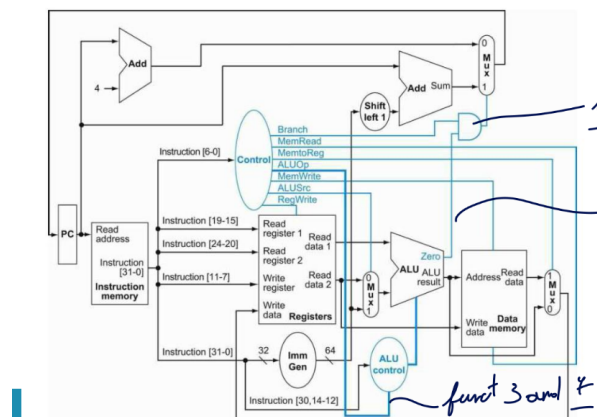 0
M
u
x
1
Add
4
Add Sum
Shift
left 1
Branch
MemRead
MemtoReg
ALUOp
MemWrite
ALUSrc
RegWrite
Control
Instruction [6-0]
PC
Read
address
Instruction
[31-0]
Instruction
memory
Instruction [19-15]
Instruction [24-20]
Instruction [11-7]
Instruction [31-0]
Read
register 1
Read
register 2
Write
register
Write
data
Read
data 1
Read
data 2
Registers
0
M
u
x
1
Zero
ALU
ALU
result
Address
Read
data
Write
data
Data
memory
1
M
u
x
0
32
Imm
Gen
64
ALU
control
Instruction [30,14-12]
funct 3 and 7